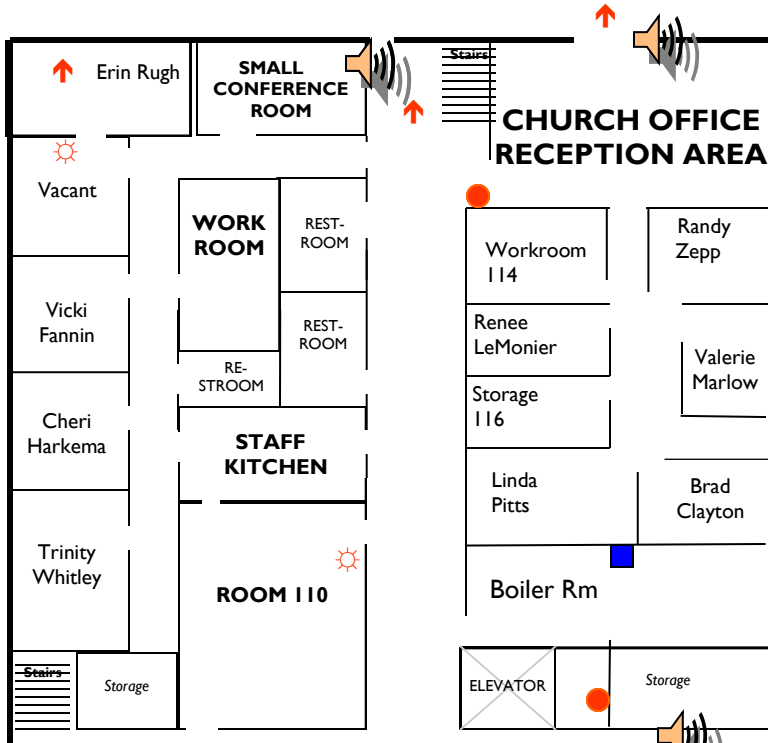 Erin Rugh
SMALL
CONFERENCE
ROOM
Stairs
CHURCH OFFICE
RECEPTION AREA
Vacant
WORK
ROOM
REST-
ROOM
Workroom
114
Randy
Zepp
Vicki
Fannin
REST-
ROOM
Renee
LeMonier
Valerie
Marlow
RE-
STROOM
Storage
116
Cheri
Harkema
STAFF
KITCHEN
Linda
Pitts
Brad
Clayton
Trinity
Whitley
ROOM 110
Boiler Rm
Stairs
Storage
ELEVATOR
Storage